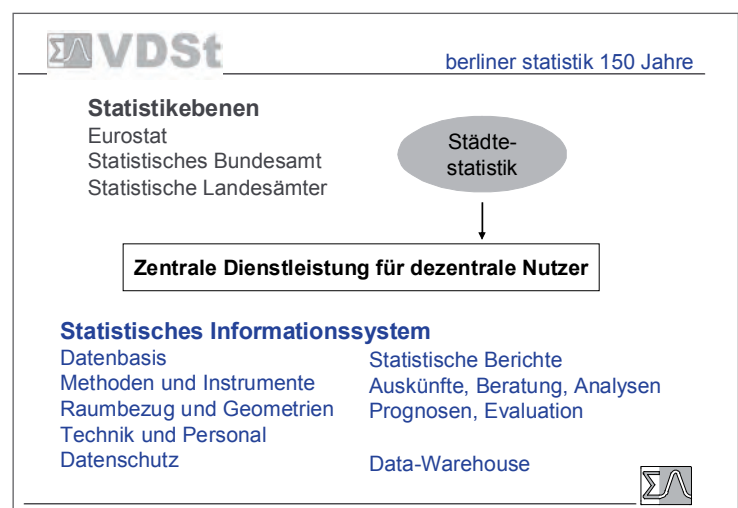 ΣΛ VDSt
berliner statistik 150 Jahre
Statistikebenen
Eurostat
Statistisches Bundesamt
Statistische Landesämter
Städte-
statistik
Zentrale Dienstleistung für dezentrale Nutzer
Statistisches Informationssystem
Datenbasis
Methoden und Instrumente
Raumbezug und Geometrien
Technik und Personal
Datenschutz
Statistische Berichte
Auskünfte, Beratung, Analysen
Prognosen, Evaluation
Data-Warehouse
Σ